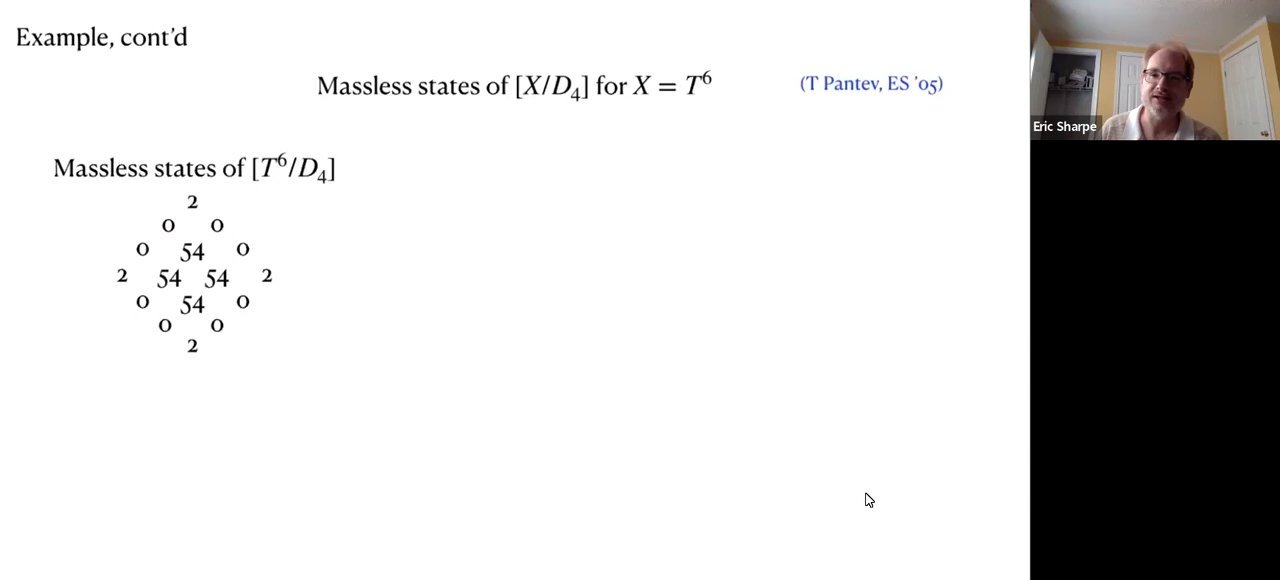 Example, cont'd
Massless states of [X/D₄] for X = T⁶ (T Pantev, ES '05)
Eric Sharpe
Massless states of [T⁶/D₄]
2
0 0
0 54 0
2 54 54 2
0 54 0
0 0
2